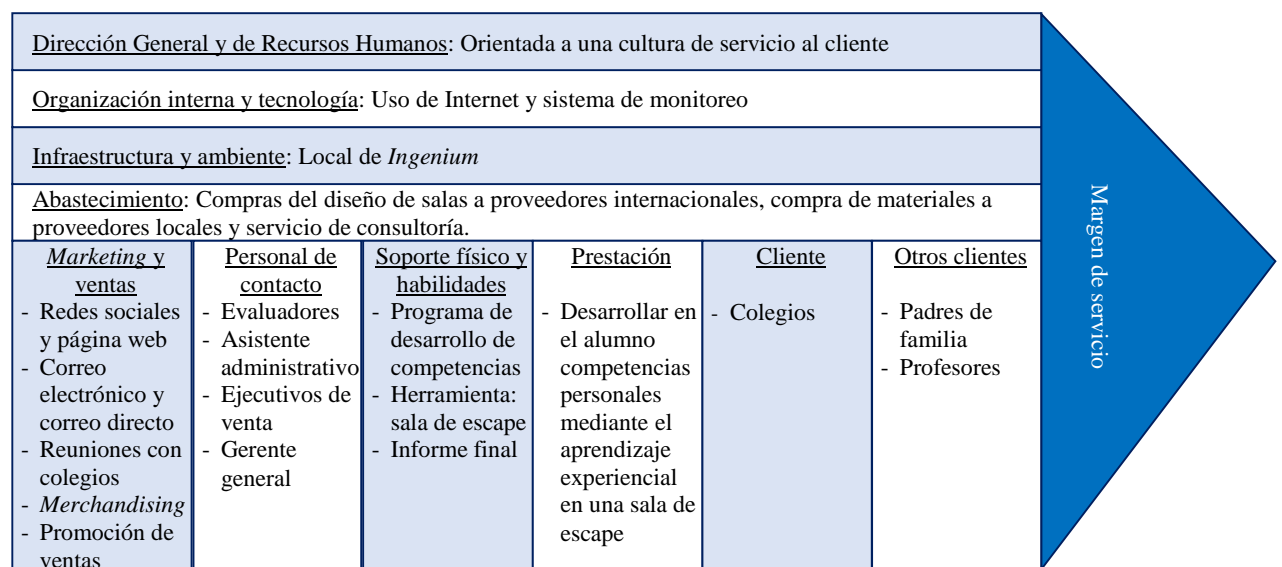 Dirección General y de Recursos Humanos: Orientada a una cultura de servicio al cliente
Organización interna y tecnología: Uso de Internet y sistema de monitoreo
Infraestructura y ambiente: Local de Ingenium
Abastecimiento: Compras del diseño de salas a proveedores internacionales, compra de materiales a
proveedores locales y servicio de consultoría.
Marketing y
ventas
- Redes sociales
y página web
- Correo
electrónico y
correo directo
- Reuniones con
colegios
- Merchandising
- Promoción de
ventas
Personal de
contacto
- Evaluadores
- Asistente
administrativo
- Ejecutivos de
venta
- Gerente
general
Soporte físico y
habilidades
- Programa de
desarrollo de
competencias
- Herramienta:
sala de escape
- Informe final
Prestación
- Desarrollar en
el alumno
competencias
personales
mediante el
aprendizaje
experiencial
en una sala de
escape
Cliente
- Colegios
Otros clientes
- Padres de
familia
- Profesores
Margen de servicio